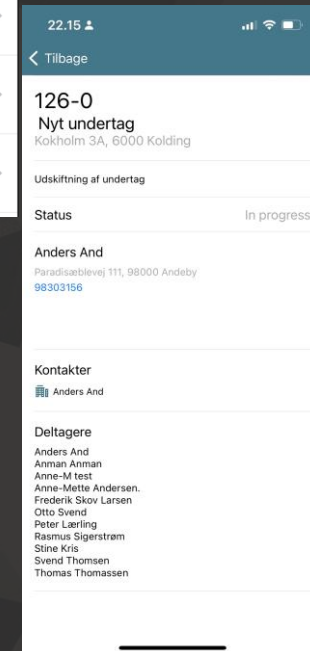 22.15
Tilbage
126-0
Nyt undertag
Kokholm 3A, 6000 Kolding
Udskiftning af undertag
Status In progress
Anders And
Paradisæblevej 111, 98000 Andeby
98303156
Kontakter
Anders And
Deltagere
Anders And
Anman Anman
Anne-M test
Anne-Mette Andersen.
Frederik Skov Larsen
Otto Svend
Peter Lærling
Rasmus Sigerstrøm
Stine Kris
Svend Thomsen
Thomas Thomassen